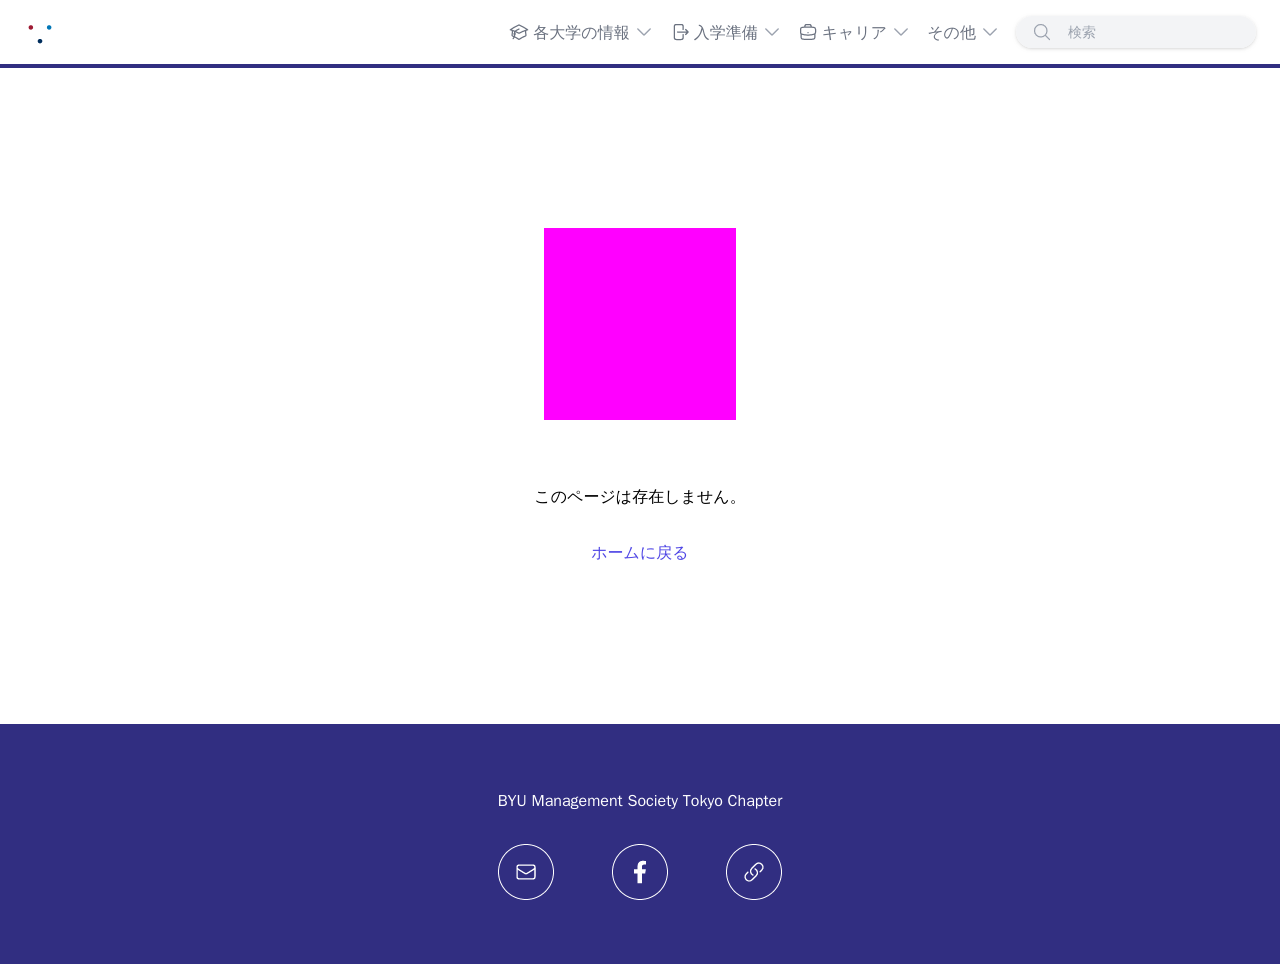 各大学の情報 入学準備 キャリア その他 検索
このページは存在しません。
ホームに戻る
BYU Management Society Tokyo Chapter